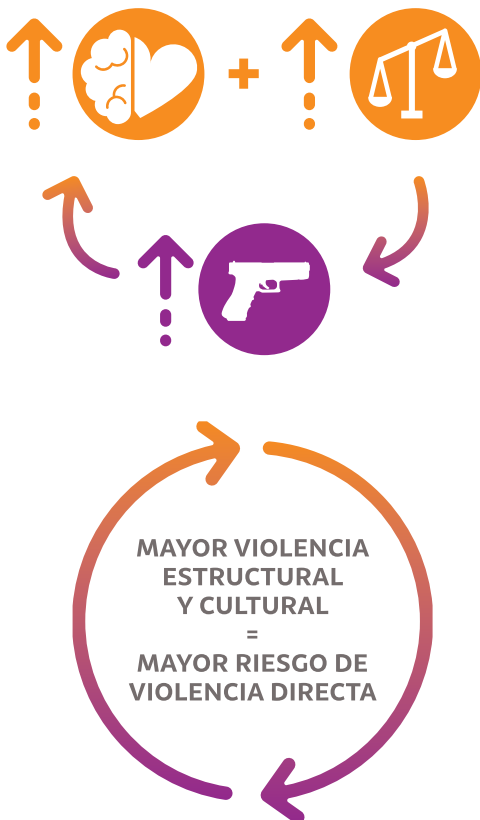 MAYOR VIOLENCIA
ESTRUCTURAL
Y CULTURAL
=
MAYOR RIESGO DE
VIOLENCIA DIRECTA